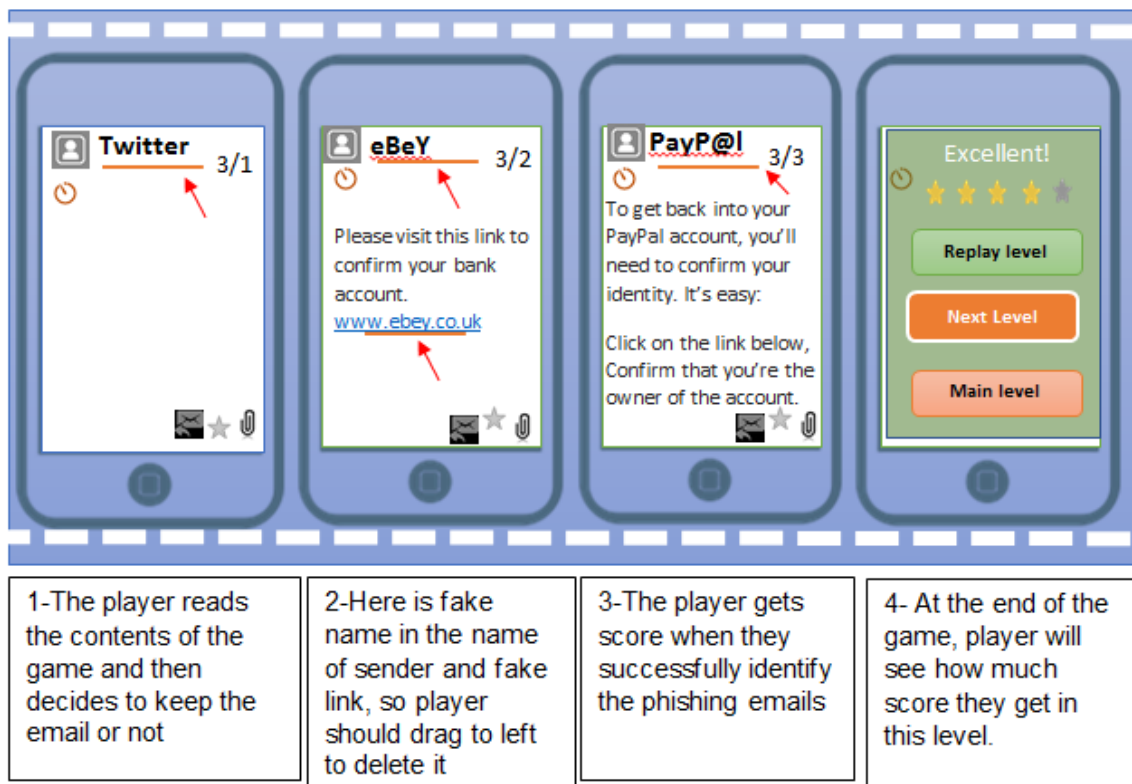 Twitter
3/1
eBeY
3/2
Please visit this link to
confirm your bank
account.
www.ebey.co.uk
PayP@l
3/3
To get back into your
PayPal account, you'll
need to confirm your
identity. It's easy:
Click on the link below,
Confirm that you're the
owner of the account.
Excellent!
Replay level
Next Level
Main level
1-The player reads
the contents of the
game and then
decides to keep the
email or not
2-Here is fake
name in the name
of sender and fake
link, so player
should drag to left
to delete it
3-The player gets
score when they
successfully identify
the phishing emails
4- At the end of the
game, player will
see how much
score they get in
this level.